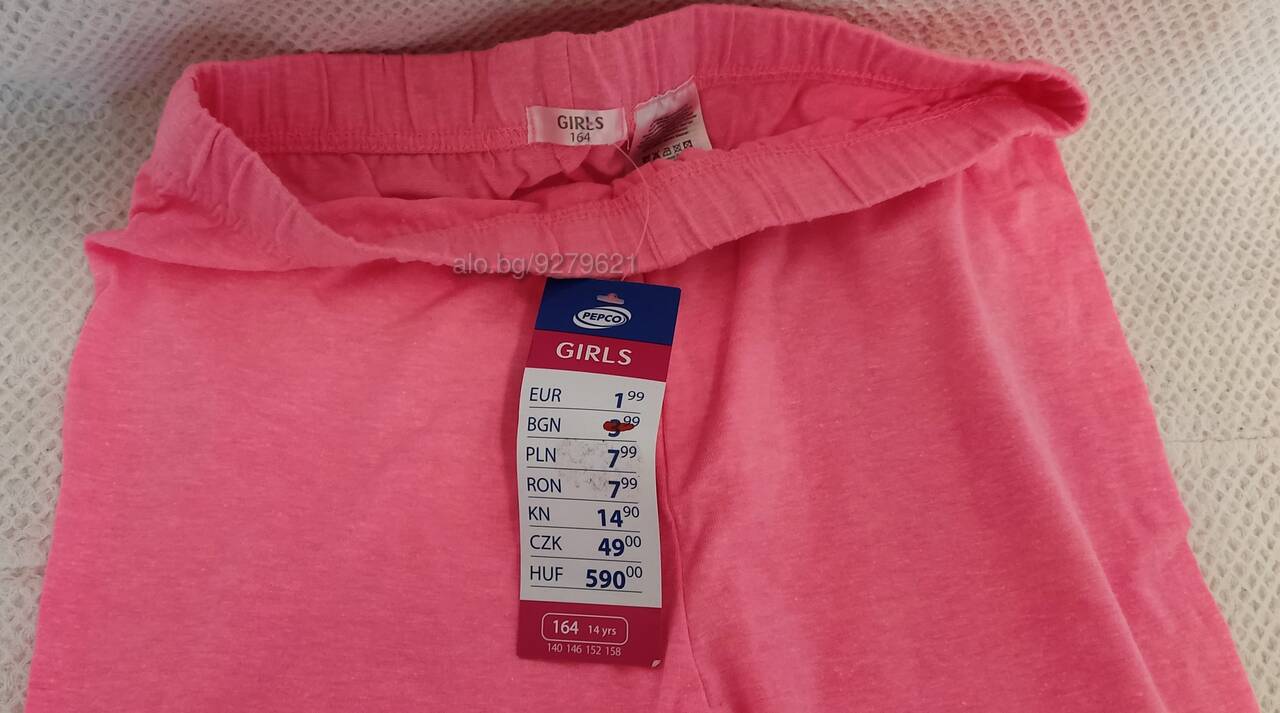 GIRLS
164
alo.bg/9279621
PEPCO
GIRLS
EUR 1 99
BGN 3 99
PLN 7 99
RON 7 99
KN 14 90
CZK 49 00
HUF 590 00
164 14 yrs
140 146 152 158